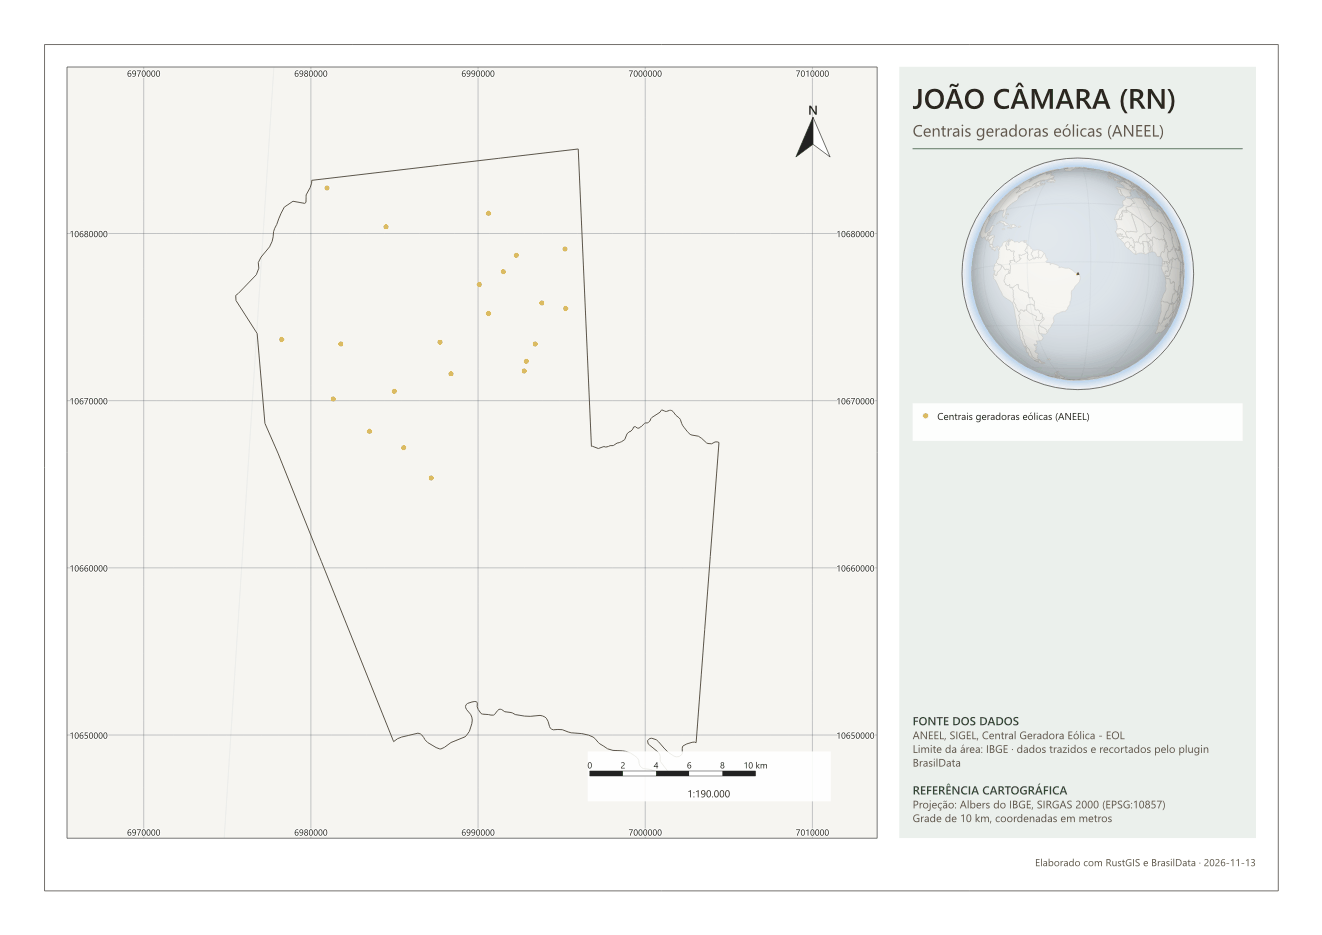 6970000 6980000 6990000 7000000 7010000
N
10680000 10680000
10670000 10670000
10660000 10660000
10650000 10650000
0 2 4 6 8 10 km
1:190.000
6970000 6980000 6990000 7000000 7010000
JOÃO CÂMARA (RN)
Centrais geradoras eólicas (ANEEL)
Centrais geradoras eólicas (ANEEL)
FONTE DOS DADOS
ANEEL, SIGEL, Central Geradora Eólica - EOL
Limite da área: IBGE · dados trazidos e recortados pelo plugin
BrasilData
REFERÊNCIA CARTOGRÁFICA
Projeção: Albers do IBGE, SIRGAS 2000 (EPSG:10857)
Grade de 10 km, coordenadas em metros
Elaborado com RustGIS e BrasilData · 2026-11-13